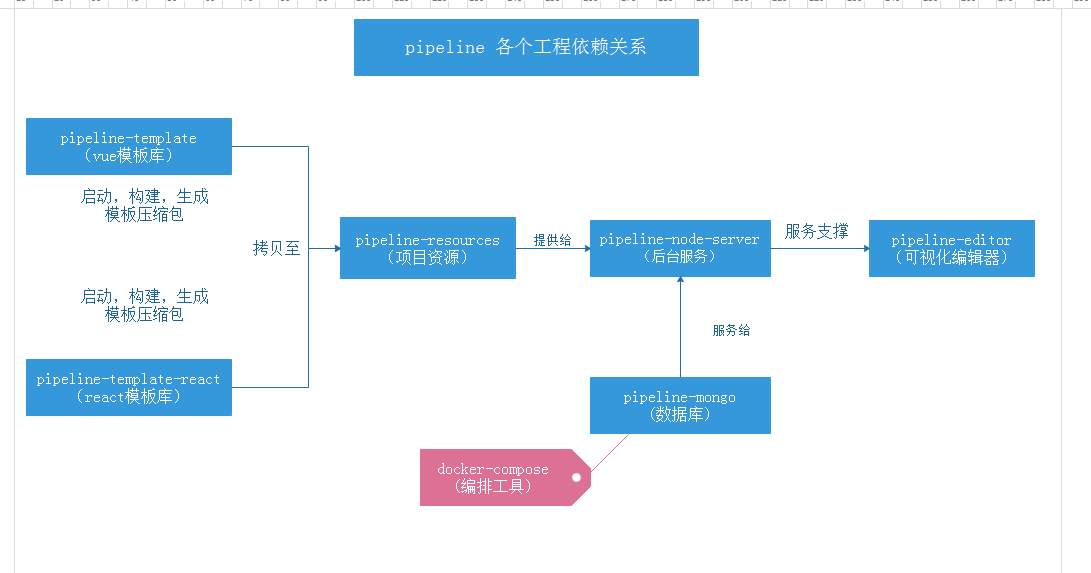 pipeline 各个工程依赖关系
pipeline-template
(vue模板库)
启动, 构建, 生成
模板压缩包
拷贝至
启动, 构建, 生成
模板压缩包
pipeline-template-react
(react模板库)
pipeline-resources
(项目资源)
提供给
pipeline-node-server
(后台服务)
服务支撑
pipeline-editor
(可视化编辑器)
服务给
pipeline-mongo
(数据库)
docker-compose
(编排工具)